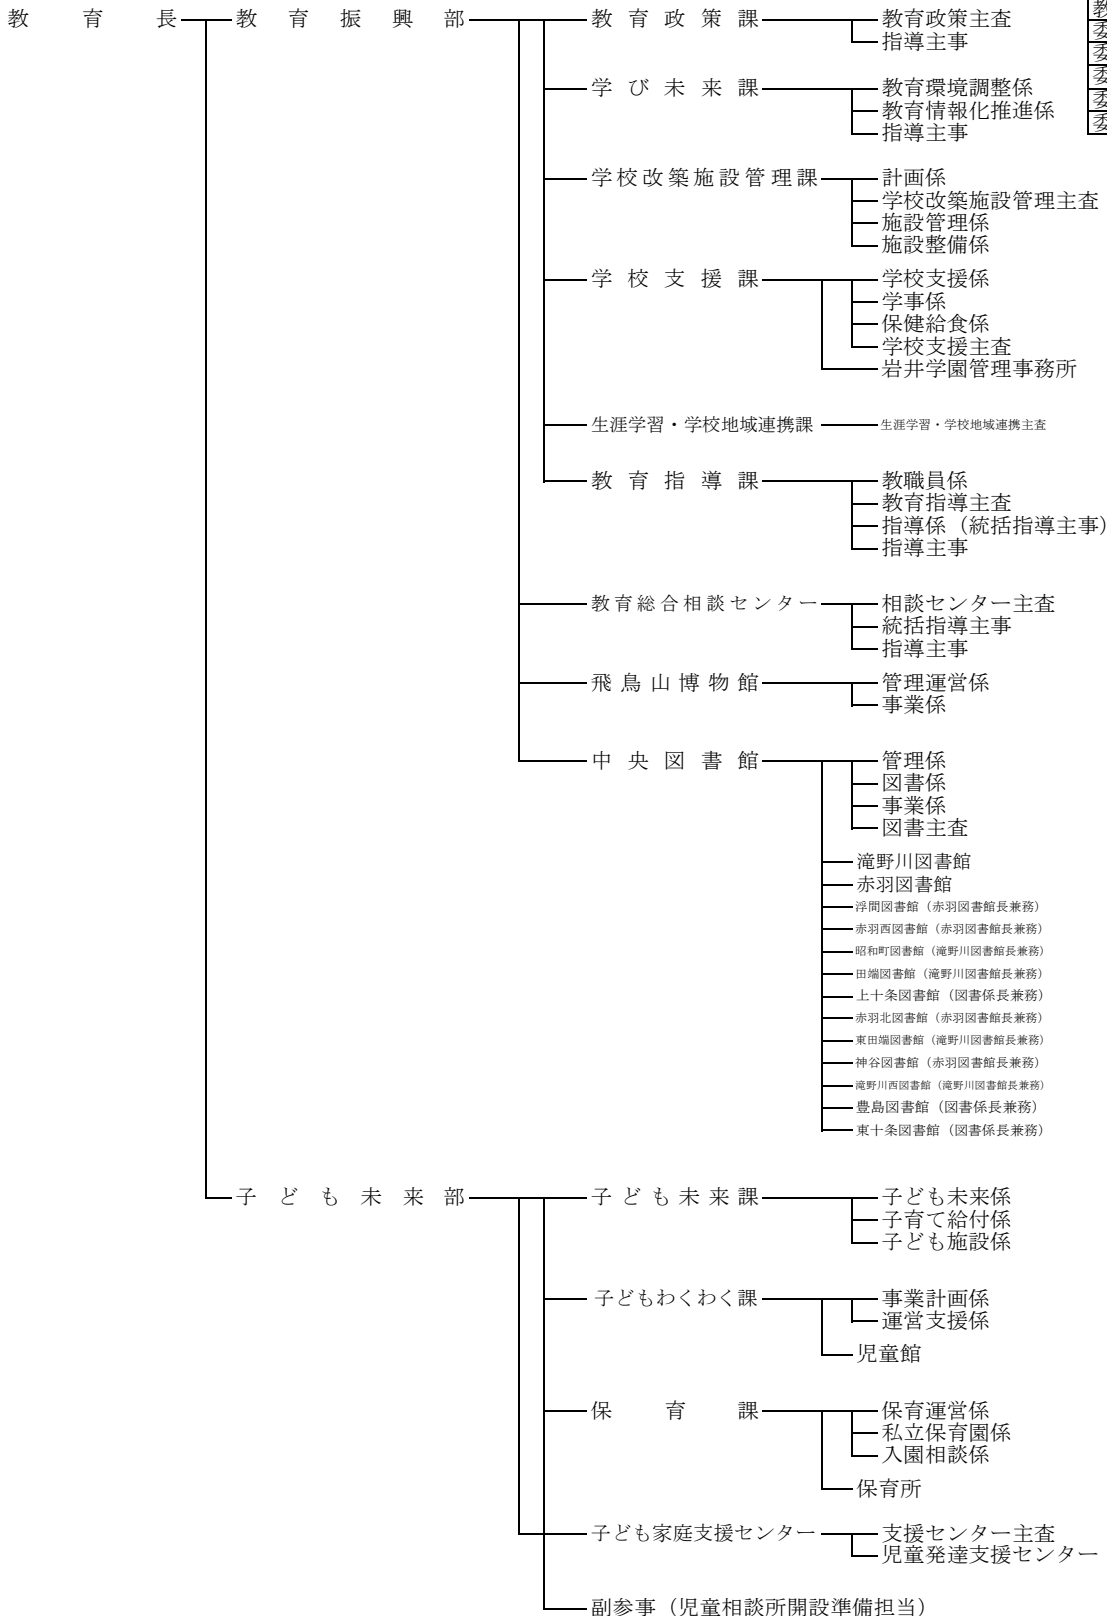 教育長
教育振興部
教育政策課
教育政策主査
指導主事
学び未来課
教育環境調整係
教育情報化推進係
指導主事
学校改築施設管理課
計画係
学校改築施設管理主査
施設管理係
施設整備係
学校支援課
学校支援係
学事係
保健給食係
学校支援主査
岩井学園管理事務所
生涯学習・学校地域連携課
生涯学習・学校地域連携主査
教育指導課
教職員係
教育指導主査
指導係（統括指導主事）
指導主事
教育総合相談センター
相談センター主査
統括指導主事
指導主事
飛鳥山博物館
管理運営係
事業係
中央図書館
管理係
図書係
事業係
図書主査
滝野川図書館
赤羽図書館
浮間図書館（赤羽図書館長兼務）
赤羽西図書館（赤羽図書館長兼務）
昭和町図書館（滝野川図書館長兼務）
田端図書館（滝野川図書館長兼務）
上十条図書館（図書係長兼務）
赤羽北図書館（赤羽図書館長兼務）
東田端図書館（滝野川図書館長兼務）
神谷図書館（赤羽図書館長兼務）
滝野川西図書館（滝野川図書館長兼務）
豊島図書館（図書係長兼務）
東十条図書館（図書係長兼務）
子ども未来部
子ども未来課
子ども未来係
子育て給付係
子ども施設係
子どもわくわく課
事業計画係
運営支援係
児童館
保育課
保育運営係
私立保育園係
入園相談係
保育所
子ども家庭支援センター
支援センター主査
児童発達支援センター
副参事（児童相談所開設準備担当）